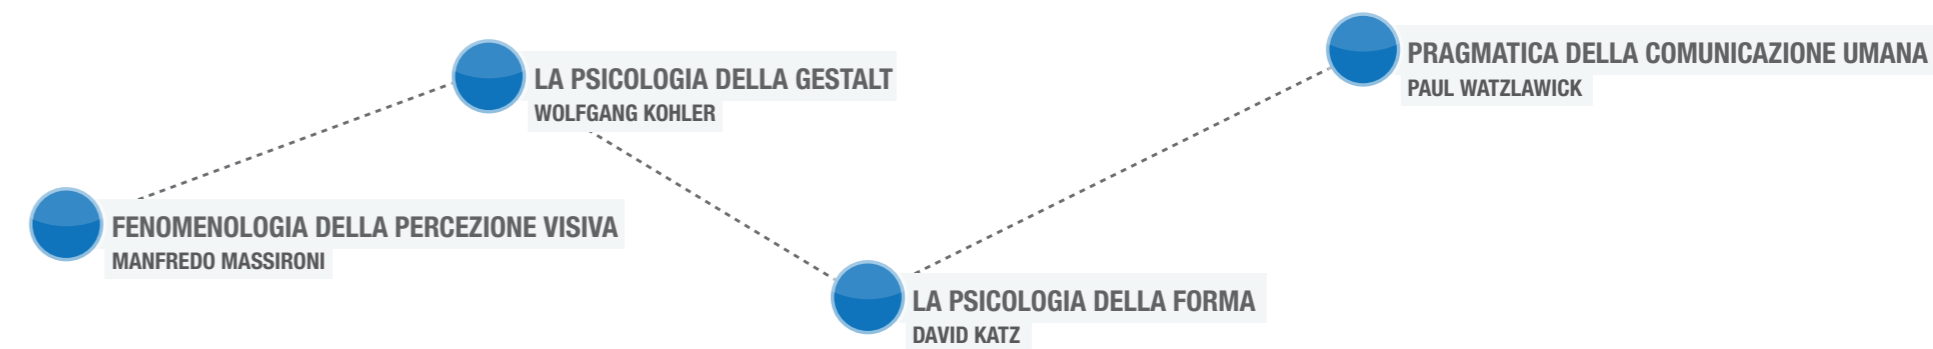 PRAGMATICA DELLA COMUNICAZIONE UMANA
PAUL WATZLAWICK
LA PSICOLOGIA DELLA GESTALT
WOLFGANG KOHLER
FENOMENOLOGIA DELLA PERCEZIONE VISIVA
MANFREDO MASSIRONI
LA PSICOLOGIA DELLA FORMA
DAVID KATZ